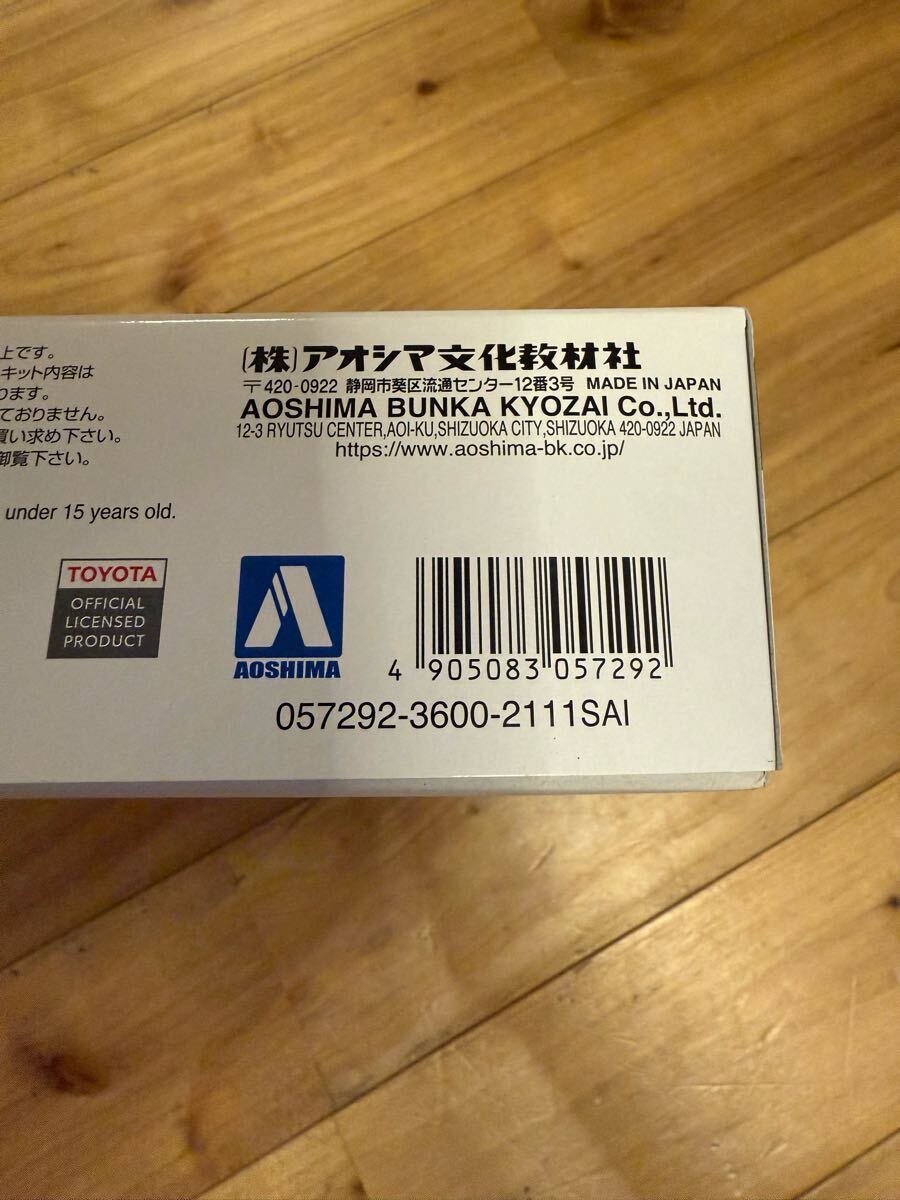 上です。
キット内容は
ります。
ておりません。
買い求め下さい。
御覧下さい。
under 15 years old.
(株)アオシマ文化教材社
〒420-0922 静岡市葵区流通センター12番3号 MADE IN JAPAN
AOSHIMA BUNKA KYOZAI Co.,Ltd.
12-3 RYUTSU CENTER,AOI-KU,SHIZUOKA CITY,SHIZUOKA 420-0922 JAPAN
https://www.aoshima-bk.co.jp/
TOYOTA
OFFICIAL
LICENSED
PRODUCT
AOSHIMA
4 905083 057292
057292-3600-2111SAI